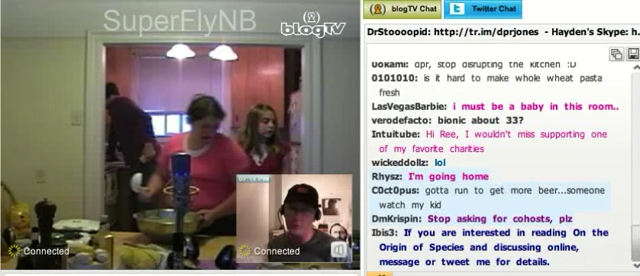 SuperFlyNB
blogTV
blogTV Chat
Twitter Chat
DrStoooopid: http://tr.im/dprjones - Hayden's Skype: h.
Ookami: dpr, stop disrupting the kitchen :D
0101010: is it hard to make whole wheat pasta
fresh
LasVegasBarbie: i must be a baby in this room..
verodefacto: bionic about 33?
Intuitube: Hi Ree, I wouldn't miss supporting one
of my favorite charities
wickeddollz: lol
Rhysz: I'm going home
C0ct0pus: gotta run to get more beer...someone
watch my kid
DmKrispin: Stop asking for cohosts, plz
Ibis3: If you are interested in reading On the
Origin of Species and discussing online,
message or tweet me for details.
Connected
Connected